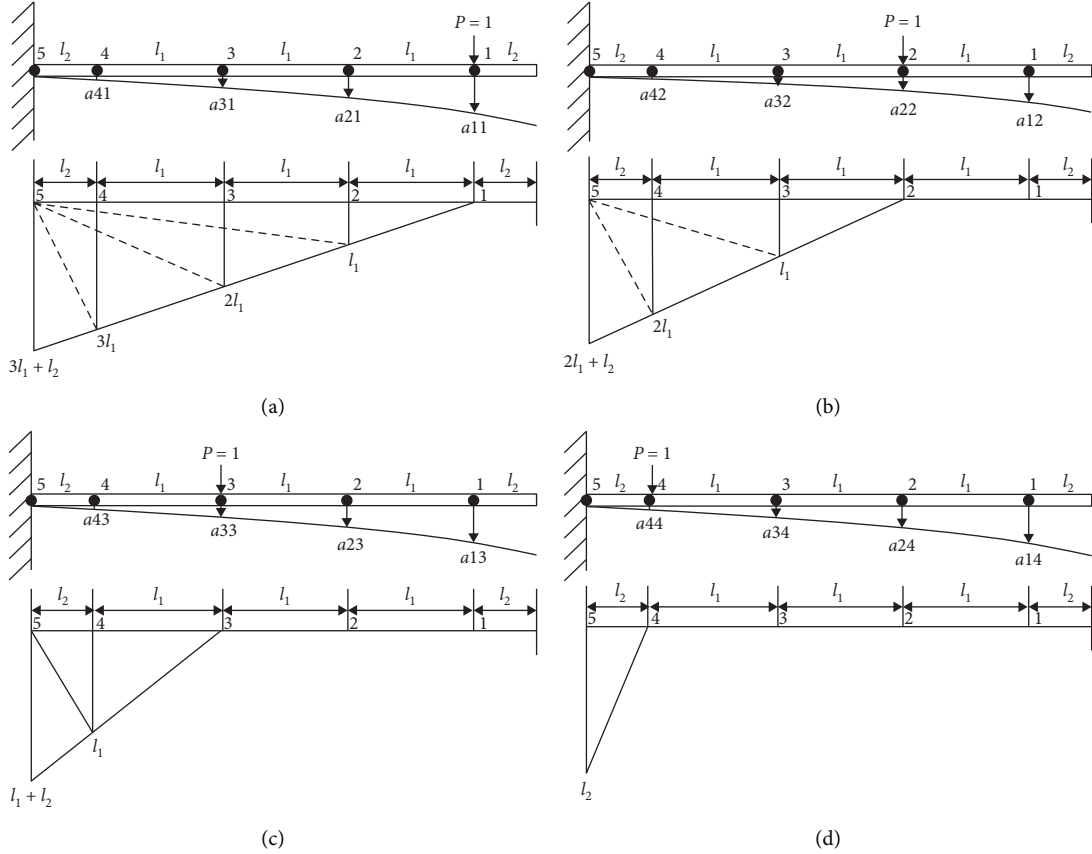 P = 1
5 l₂ 4 l₁ 3 l₁ 2 l₁ 1 l₂
a41 a31 a21 a11
l₂ l₁ l₁ l₁ l₂
5 4 3 2 1
l₁
2l₁
3l₁
3l₁ + l₂
(a)
P = 1
5 l₂ 4 l₁ 3 l₁ 2 l₁ 1 l₂
a42 a32 a22 a12
l₂ l₁ l₁ l₁ l₂
5 4 3 2 1
l₁
2l₁
2l₁ + l₂
(b)
P = 1
5 l₂ 4 l₁ 3 l₁ 2 l₁ 1 l₂
a43 a33 a23 a13
l₂ l₁ l₁ l₁ l₂
5 4 3 2 1
l₁
l₁ + l₂
(c)
P = 1
5 l₂ 4 l₁ 3 l₁ 2 l₁ 1 l₂
a44 a34 a24 a14
l₂ l₁ l₁ l₁ l₂
5 4 3 2 1
l₂
(d)